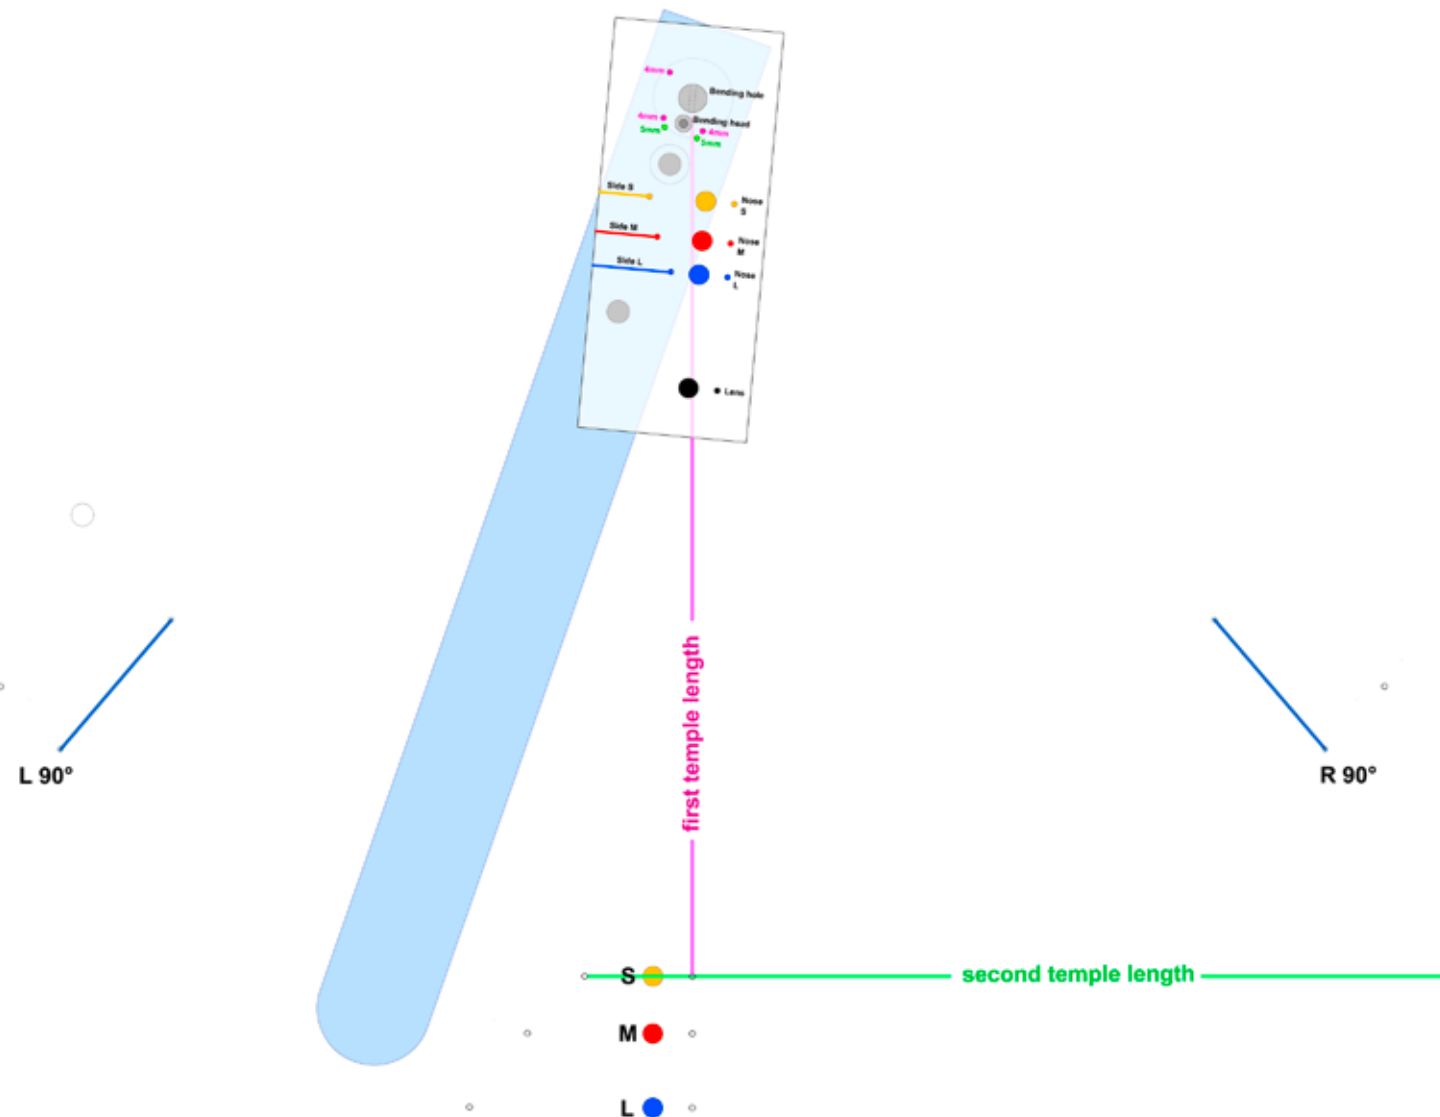 4mm
Bending hole
4mm
Bending head
5mm
4mm
5mm
Side S
Nose
S
Side M
Nose
M
Side L
Nose
L
Lens
first temple length
L 90°
R 90°
S
second temple length
M
L